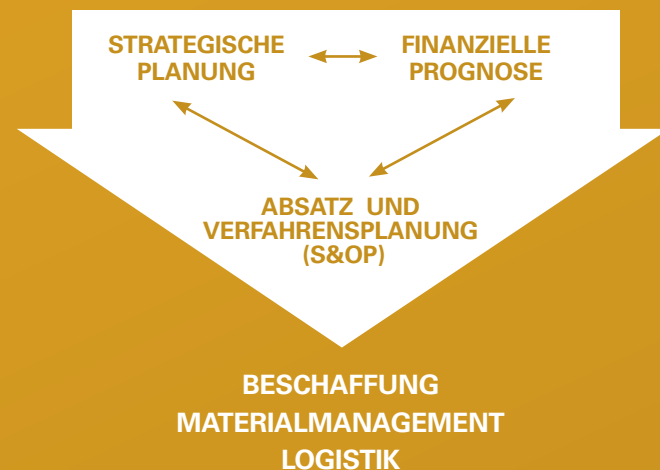 STRATEGISCHE
PLANUNG
FINANZIELLE
PROGNOSE
ABSATZ UND
VERFAHRENSPLANUNG
(S&OP)
BESCHAFFUNG
MATERIALMANAGEMENT
LOGISTIK